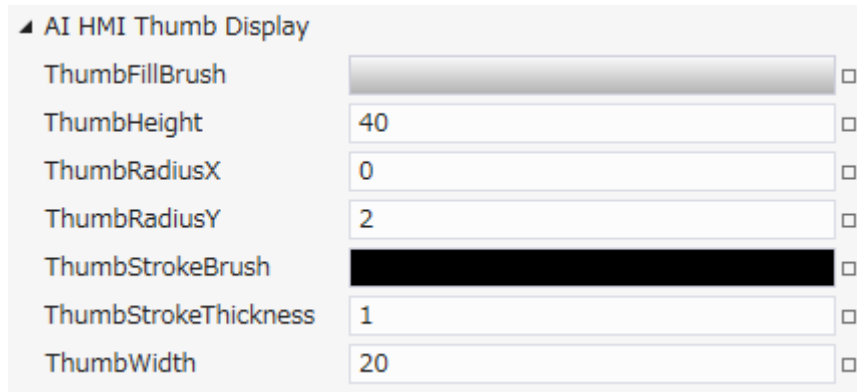 AI HMI Thumb Display
ThumbFillBrush
ThumbHeight 40
ThumbRadiusX 0
ThumbRadiusY 2
ThumbStrokeBrush
ThumbStrokeThickness 1
ThumbWidth 20